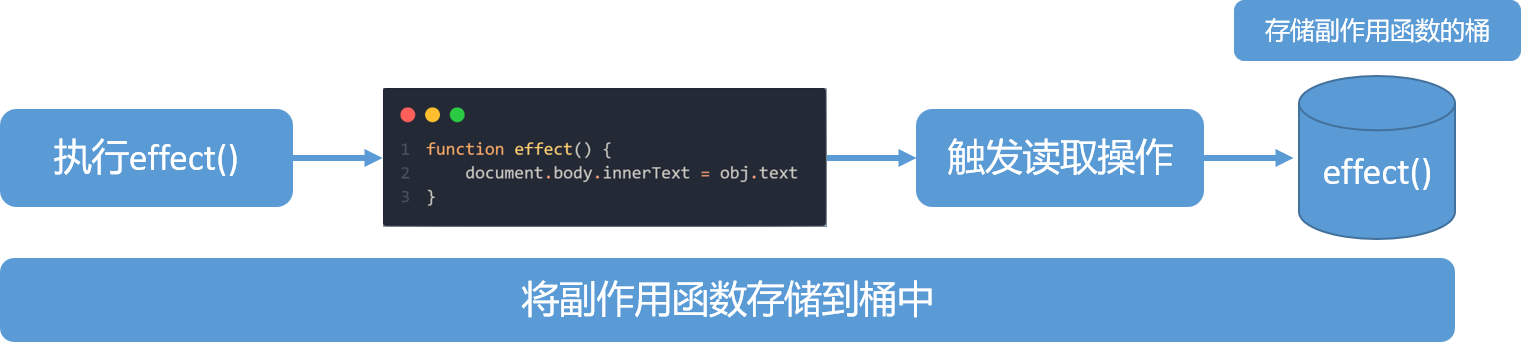 存储副作用函数的桶
执行effect()
1 function effect() {
2 document.body.innerText = obj.text
3 }
触发读取操作
effect()
将副作用函数存储到桶中